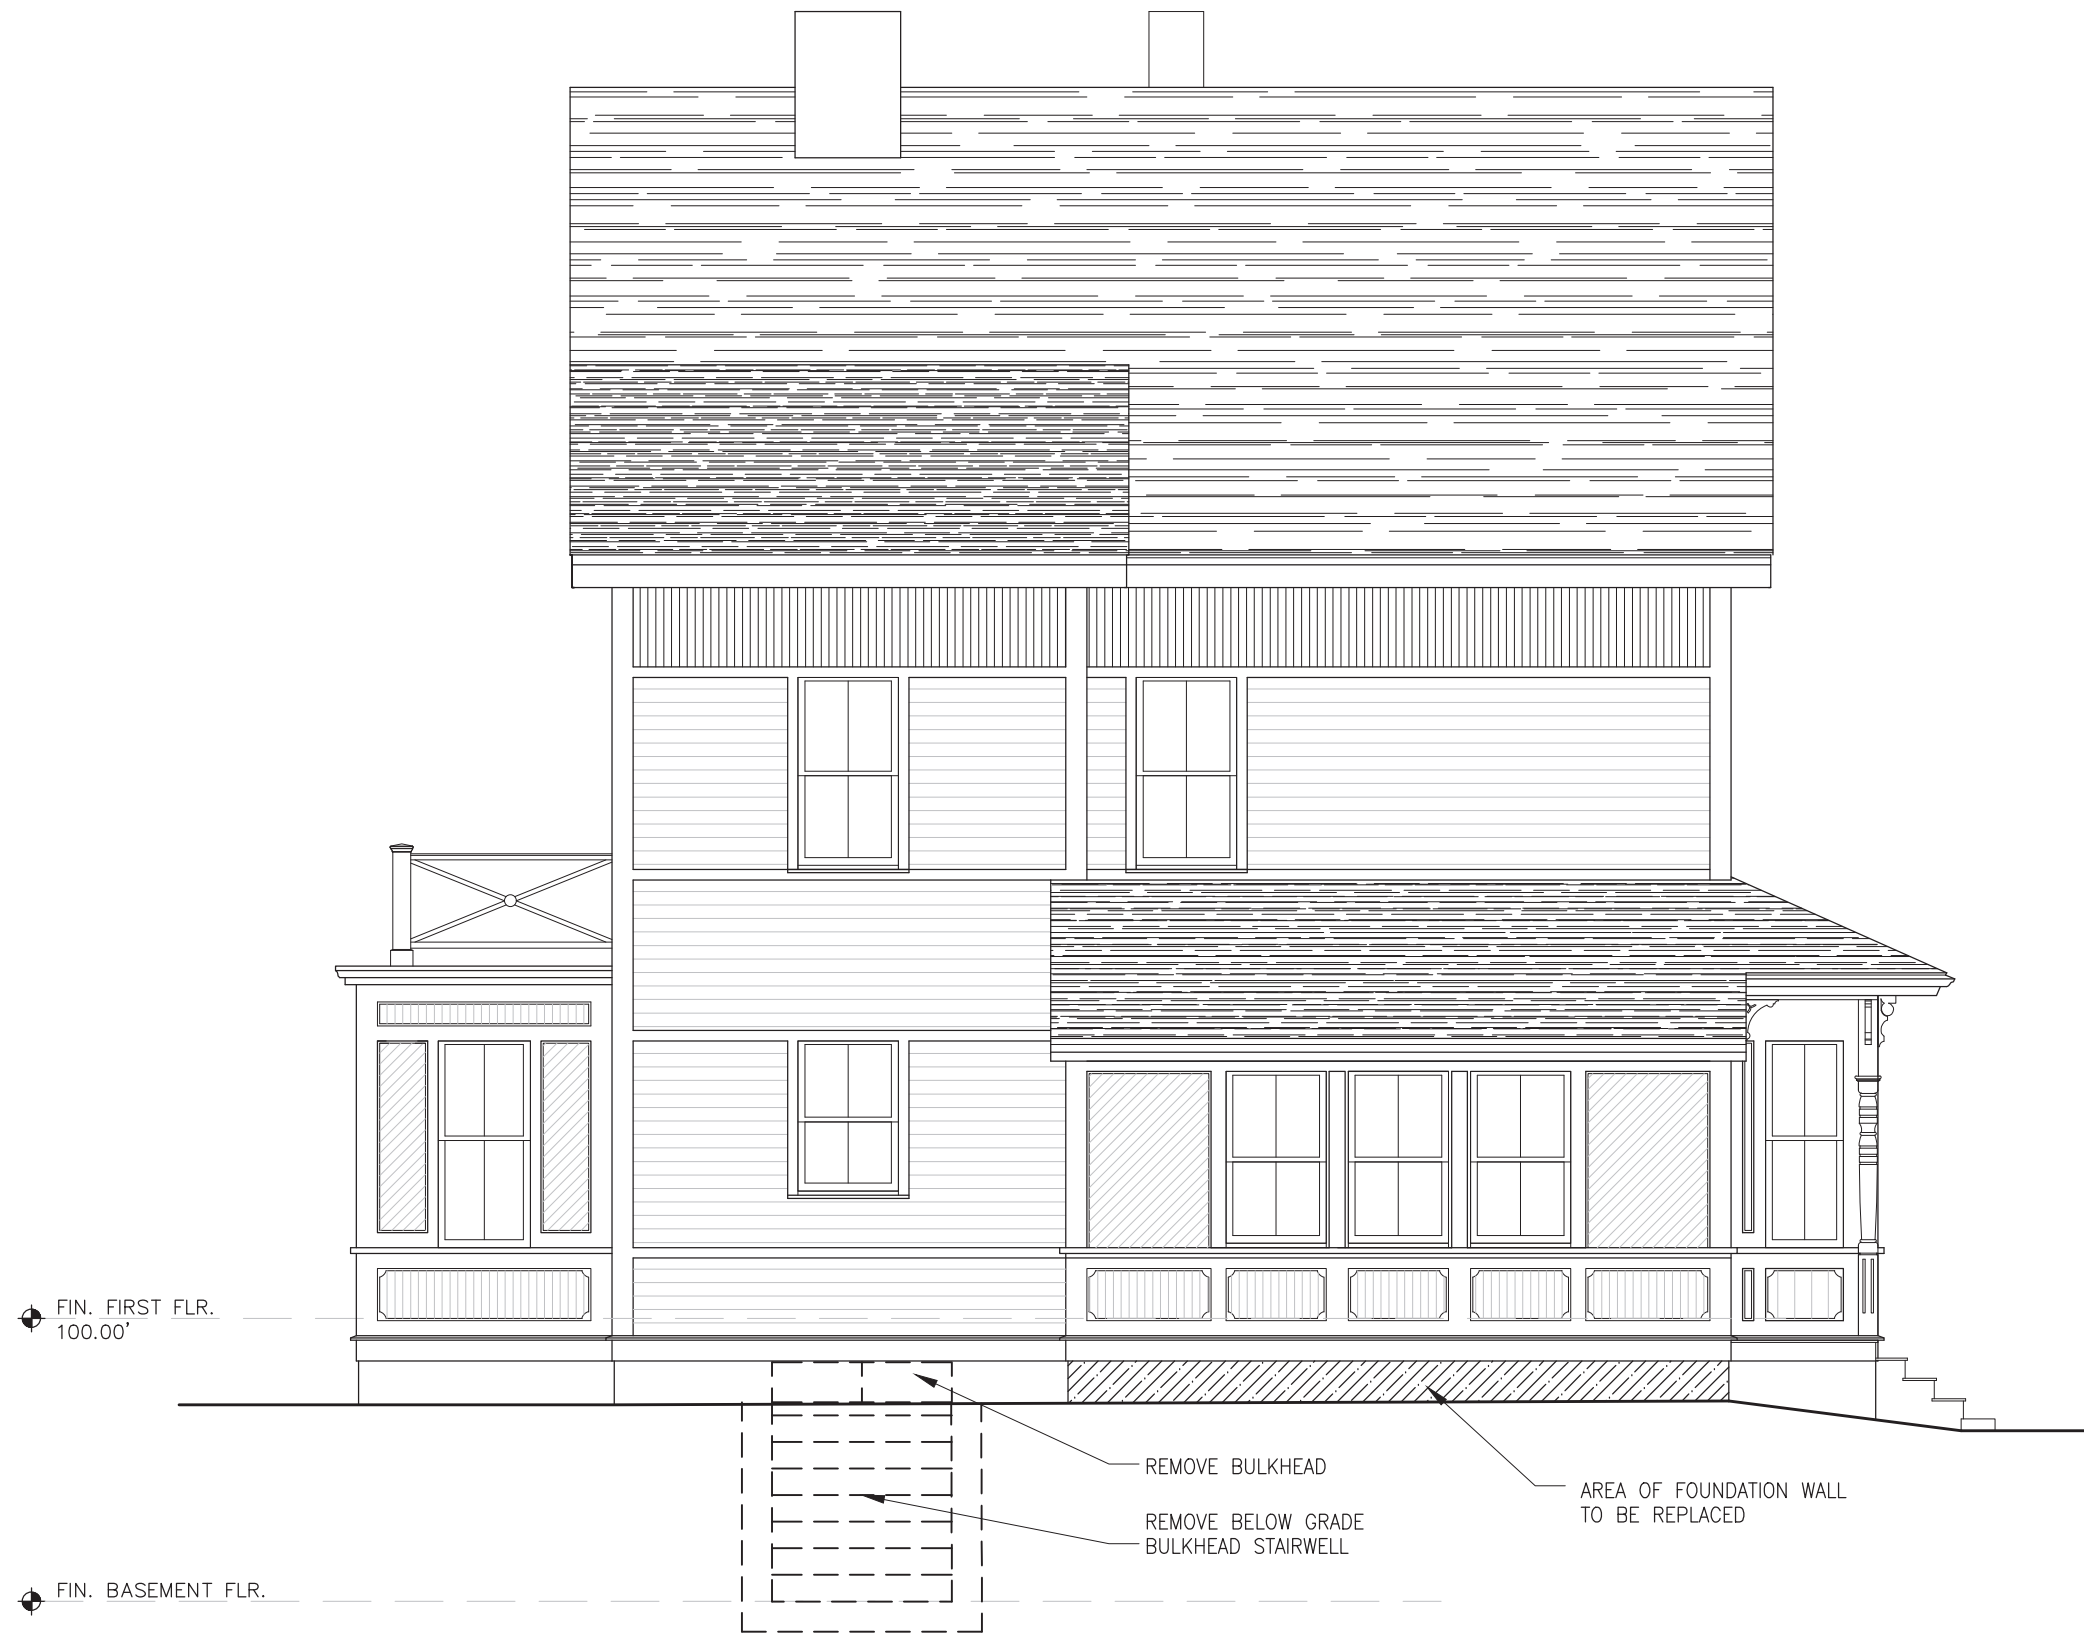 FIN. FIRST FLR.
100.00'
REMOVE BULKHEAD
AREA OF FOUNDATION WALL
TO BE REPLACED
REMOVE BELOW GRADE
BULKHEAD STAIRWELL
FIN. BASEMENT FLR.